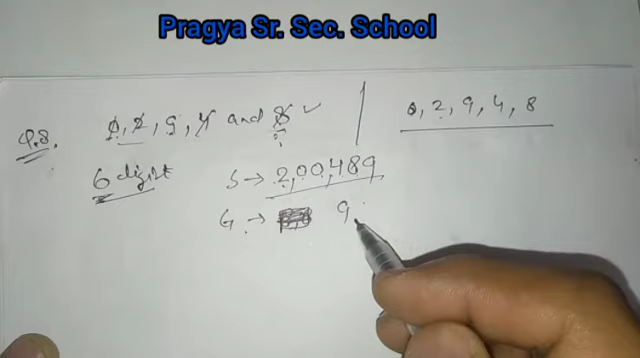 Pragya Sr. Sec. School
Q.8. 0, 2, 9, 4 and 8 ✓
0, 2, 9, 4, 8
6 digit S → 2,00,489
G → 9